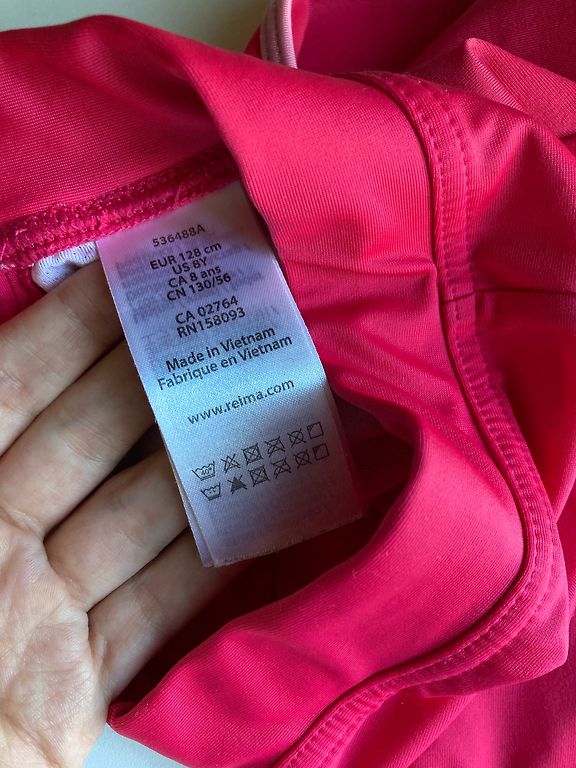 536488A
EUR 128 cm
US 8Y
CA 8 ans
CN 130/56
CA 02764
RN158093
Made in Vietnam
Fabrique en Vietnam
www.reima.com